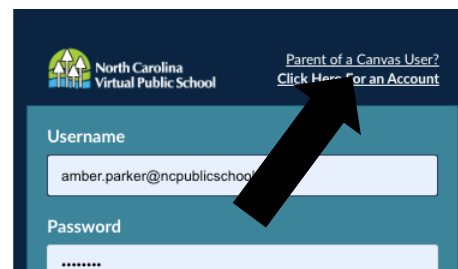 North Carolina
Virtual Public School
Parent of a Canvas User?
Click Here For an Account
Username
amber.parker@ncpublicschool
Password
••••••••